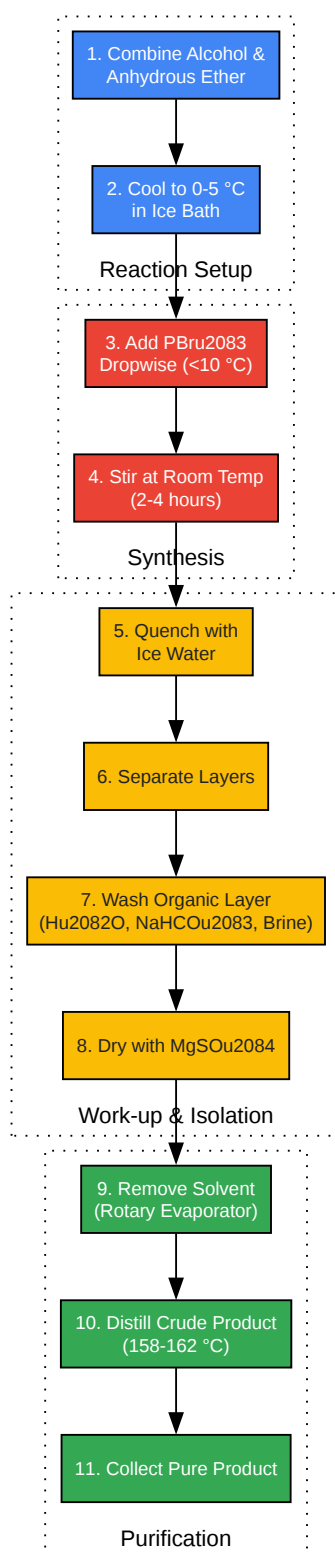 1. Combine Alcohol &
Anhydrous Ether
2. Cool to 0-5 °C
in Ice Bath
Reaction Setup
3. Add PBru2083
Dropwise (<10 °C)
4. Stir at Room Temp
(2-4 hours)
Synthesis
5. Quench with
Ice Water
6. Separate Layers
7. Wash Organic Layer
(Hu2082O, NaHCOu2083, Brine)
8. Dry with MgSOu2084
Work-up & Isolation
9. Remove Solvent
(Rotary Evaporator)
10. Distill Crude Product
(158-162 °C)
11. Collect Pure Product
Purification